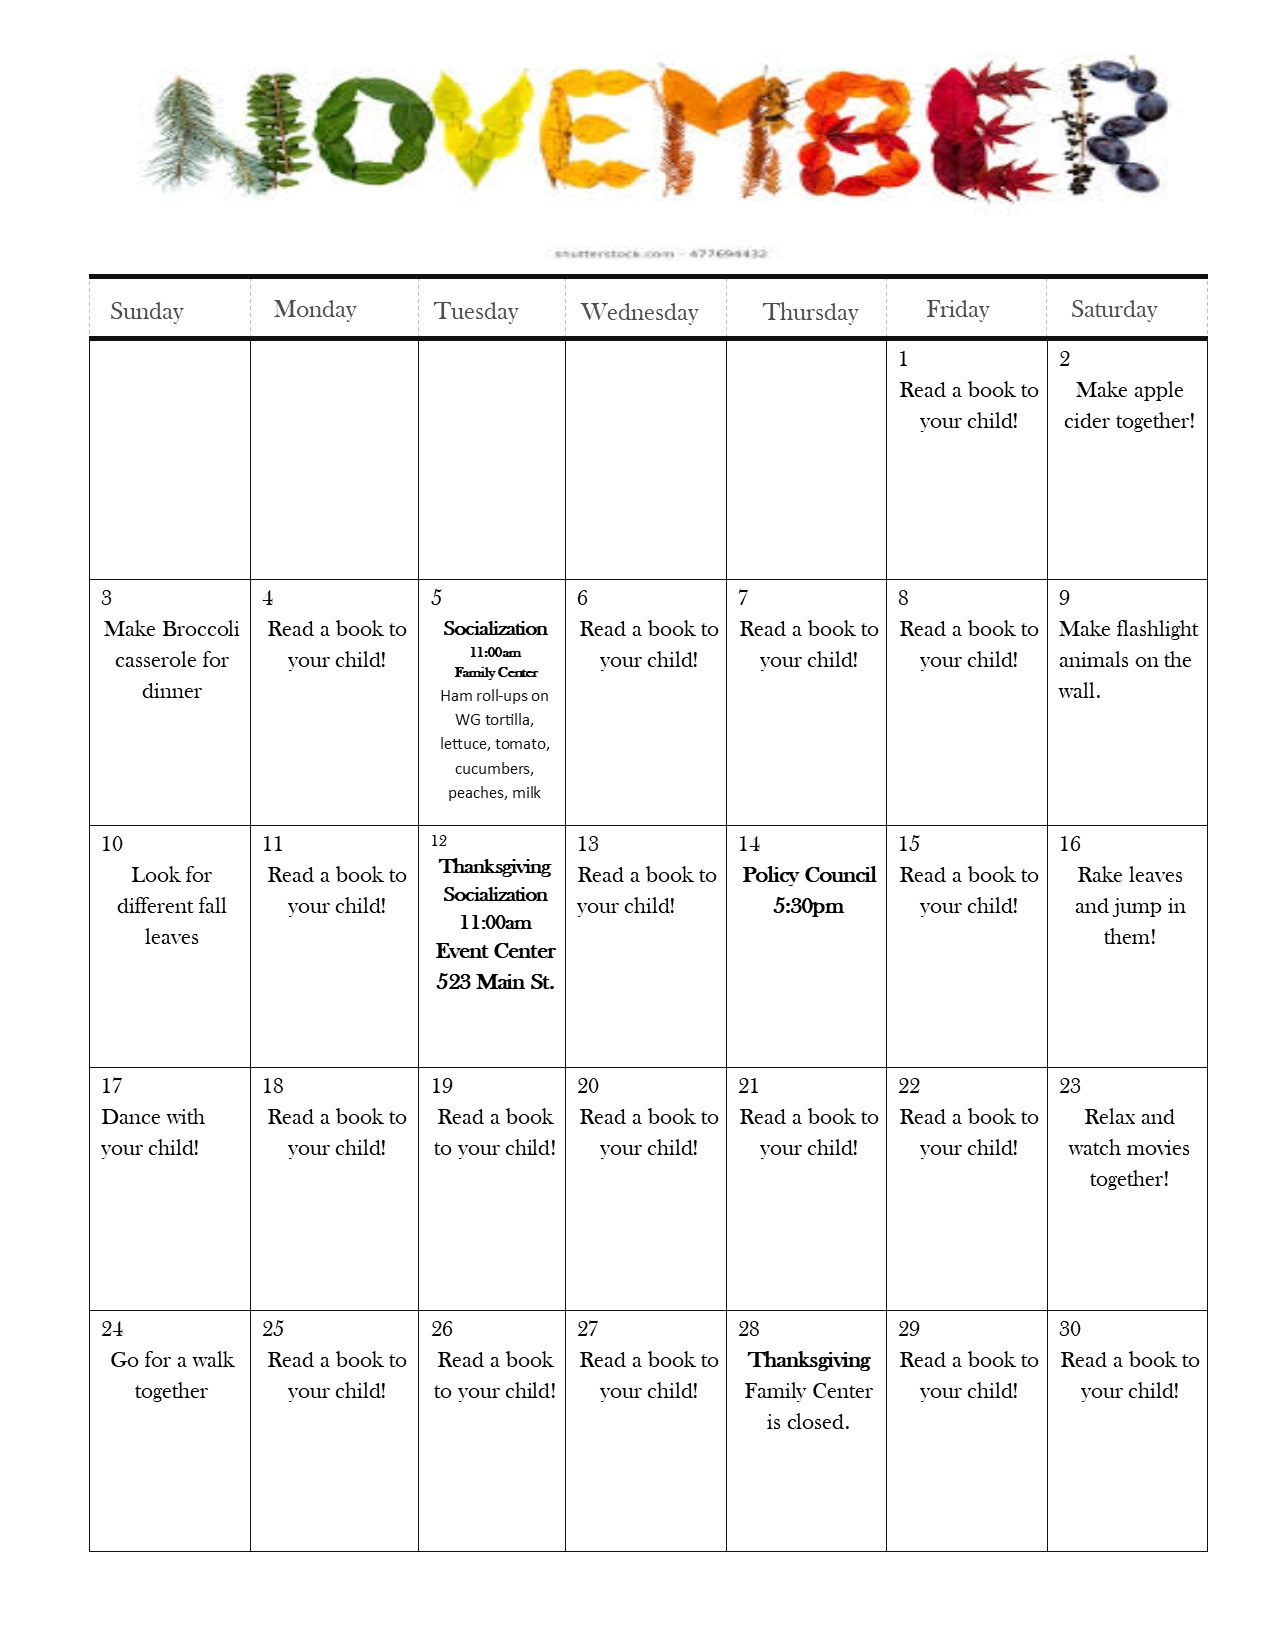 NOVEMBER
shutterstock.com - 477694432
Sunday Monday Tuesday Wednesday Thursday Friday Saturday
1
Read a book to
your child!
2
Make apple
cider together!
3
Make Broccoli
casserole for
dinner
4
Read a book to
your child!
5
Socialization
11:00am
Family Center
Ham roll-ups on
WG tortilla,
lettuce, tomato,
cucumbers,
peaches, milk
6
Read a book to
your child!
7
Read a book to
your child!
8
Read a book to
your child!
9
Make flashlight
animals on the
wall.
10
Look for
different fall
leaves
11
Read a book to
your child!
12
Thanksgiving
Socialization
11:00am
Event Center
523 Main St.
13
Read a book to
your child!
14
Policy Council
5:30pm
15
Read a book to
your child!
16
Rake leaves
and jump in
them!
17
Dance with
your child!
18
Read a book to
your child!
19
Read a book
to your child!
20
Read a book to
your child!
21
Read a book to
your child!
22
Read a book to
your child!
23
Relax and
watch movies
together!
24
Go for a walk
together
25
Read a book to
your child!
26
Read a book
to your child!
27
Read a book to
your child!
28
Thanksgiving
Family Center
is closed.
29
Read a book to
your child!
30
Read a book to
your child!